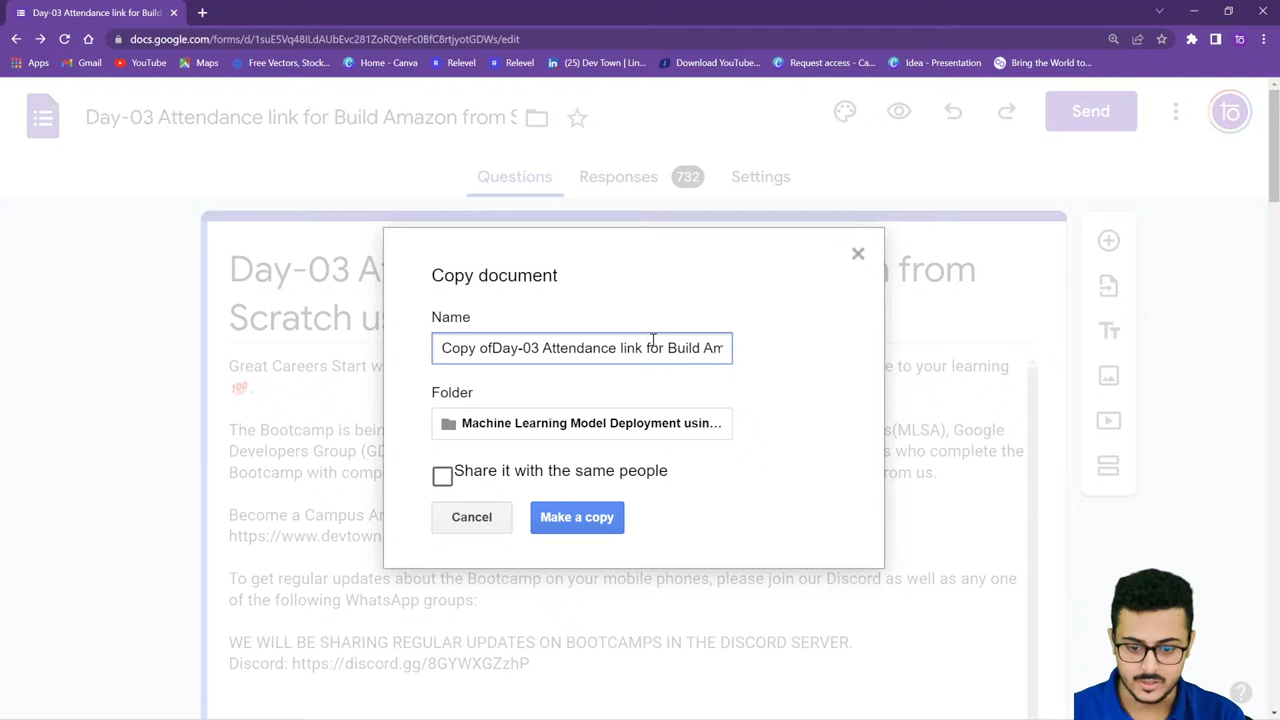 Day-03 Attendance link for Build
docs.google.com/forms/d/1suE5Vq48ILdAUbEvc281ZoRQYeFc0BfC8rtjyotGDWs/edit
Apps Gmail YouTube Maps Free Vectors, Stock... Home - Canva Relevel Relevel (25) Dev Town | Lin... Download YouTube... Request access - Ca... Idea - Presentation Bring the World to...
Day-03 Attendance link for Build Amazon from S
Send
Questions Responses 732 Settings
Day-03 A n from
Scratch u
Great Careers Start w e to your learning
The Bootcamp is bein s(MLSA), Google
Developers Group (GD s who complete the
Bootcamp with comp from us.
Become a Campus A
https://www.devtown
To get regular updates about the Bootcamp on your mobile phones, please join our Discord as well as any one
of the following WhatsApp groups:
WE WILL BE SHARING REGULAR UPDATES ON BOOTCAMPS IN THE DISCORD SERVER.
Discord: https://discord.gg/8GYWXGZzhP
Copy document
Name
Copy ofDay-03 Attendance link for Build Am
Folder
Machine Learning Model Deployment usin...
Share it with the same people
Cancel Make a copy